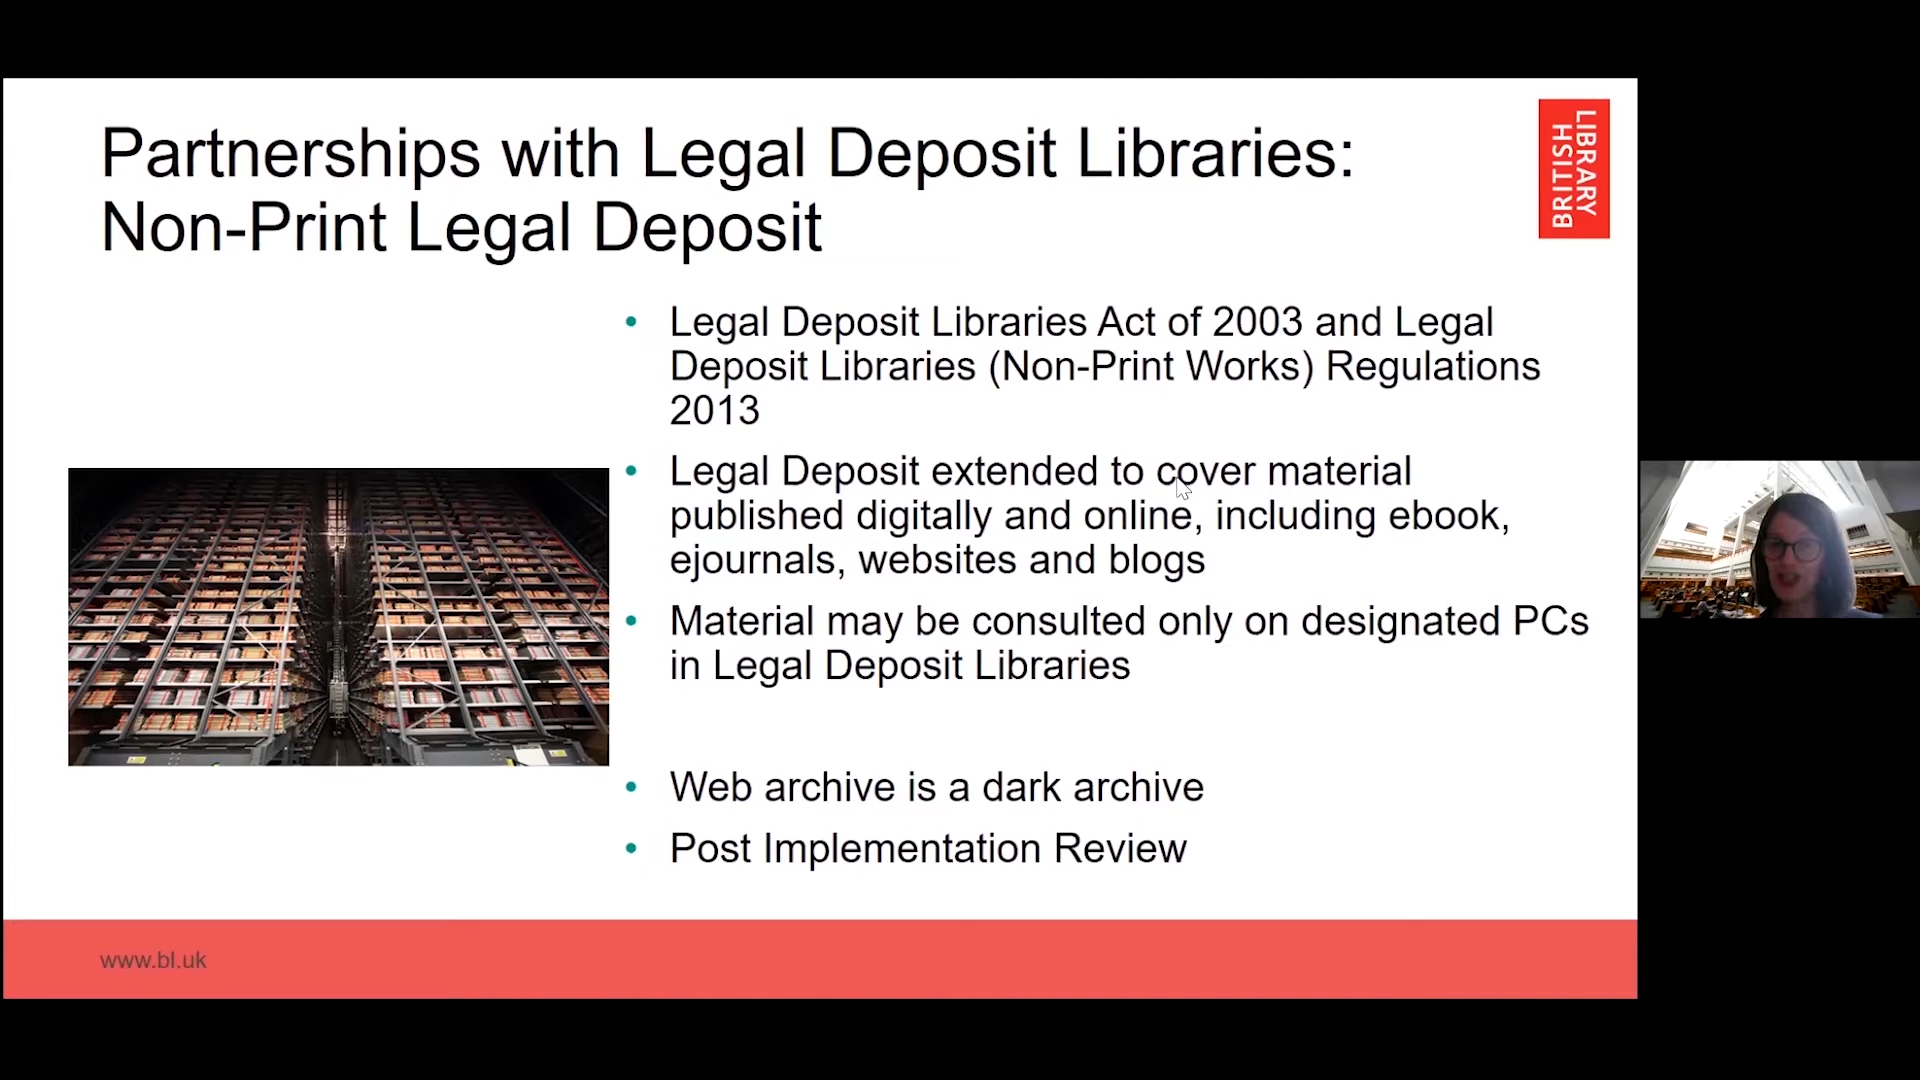 Partnerships with Legal Deposit Libraries:
Non-Print Legal Deposit
BRITISH
LIBRARY
• Legal Deposit Libraries Act of 2003 and Legal
Deposit Libraries (Non-Print Works) Regulations
2013
• Legal Deposit extended to cover material
published digitally and online, including ebook,
ejournals, websites and blogs
• Material may be consulted only on designated PCs
in Legal Deposit Libraries
• Web archive is a dark archive
• Post Implementation Review
www.bl.uk